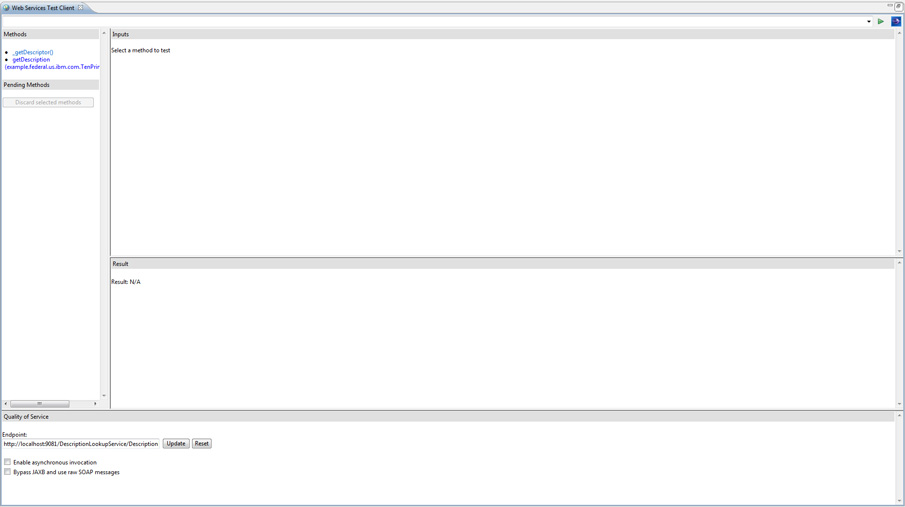 Web Services Test Client
Methods
_getDescriptor()
getDescription
(example.federal.us.ibm.com.TanPrin
Pending Methods
Discard selected methods
Inputs
Select a method to test
Result
Result: N/A
Quality of Service
Endpoint:
http://localhost:9081/DescriptionLookupService/Description
Update
Reset
Enable asynchronous invocation
Bypass JAXB and use raw SOAP messages